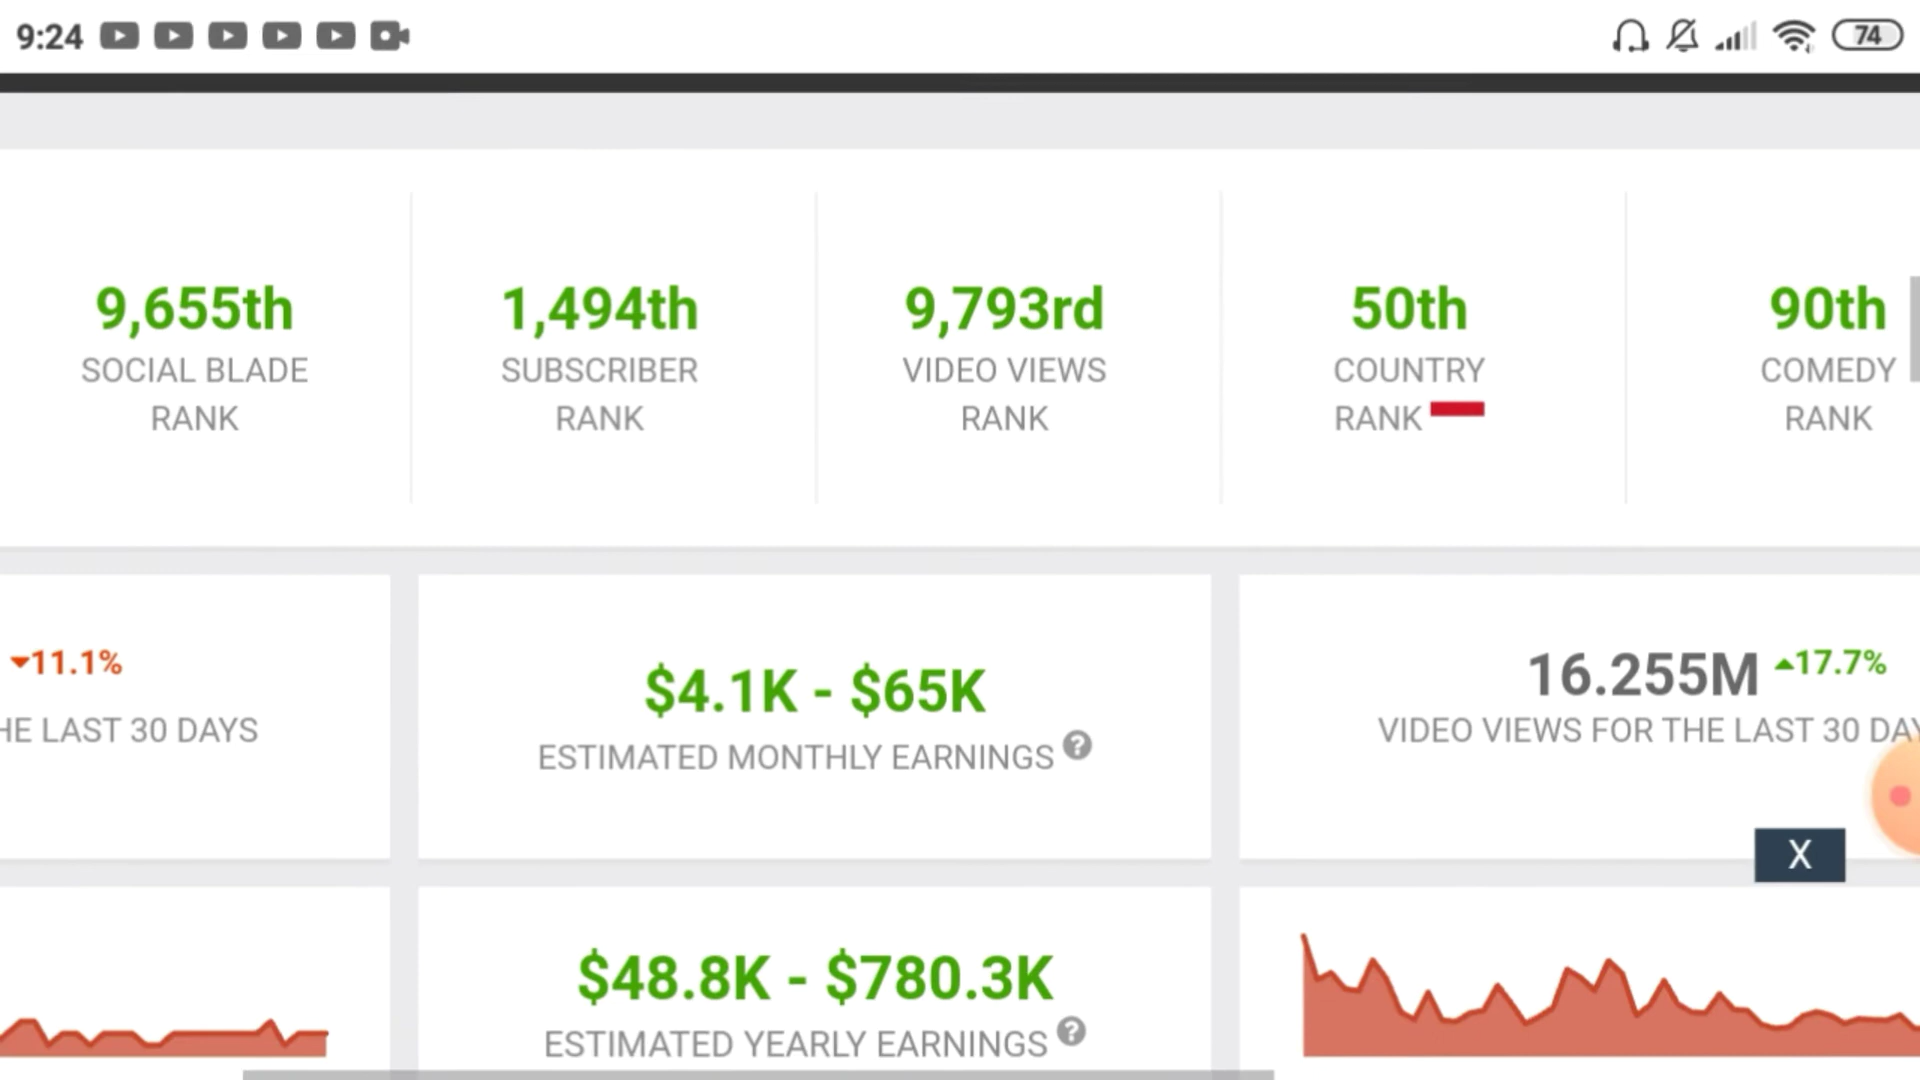 9:24
74
9,655th
SOCIAL BLADE
RANK
1,494th
SUBSCRIBER
RANK
9,793rd
VIDEO VIEWS
RANK
50th
COUNTRY
RANK
90th
COMEDY
RANK
11.1%
HE LAST 30 DAYS
$4.1K - $65K
ESTIMATED MONTHLY EARNINGS ?
16.255M 17.7%
VIDEO VIEWS FOR THE LAST 30 DAY
X
$48.8K - $780.3K
ESTIMATED YEARLY EARNINGS ?